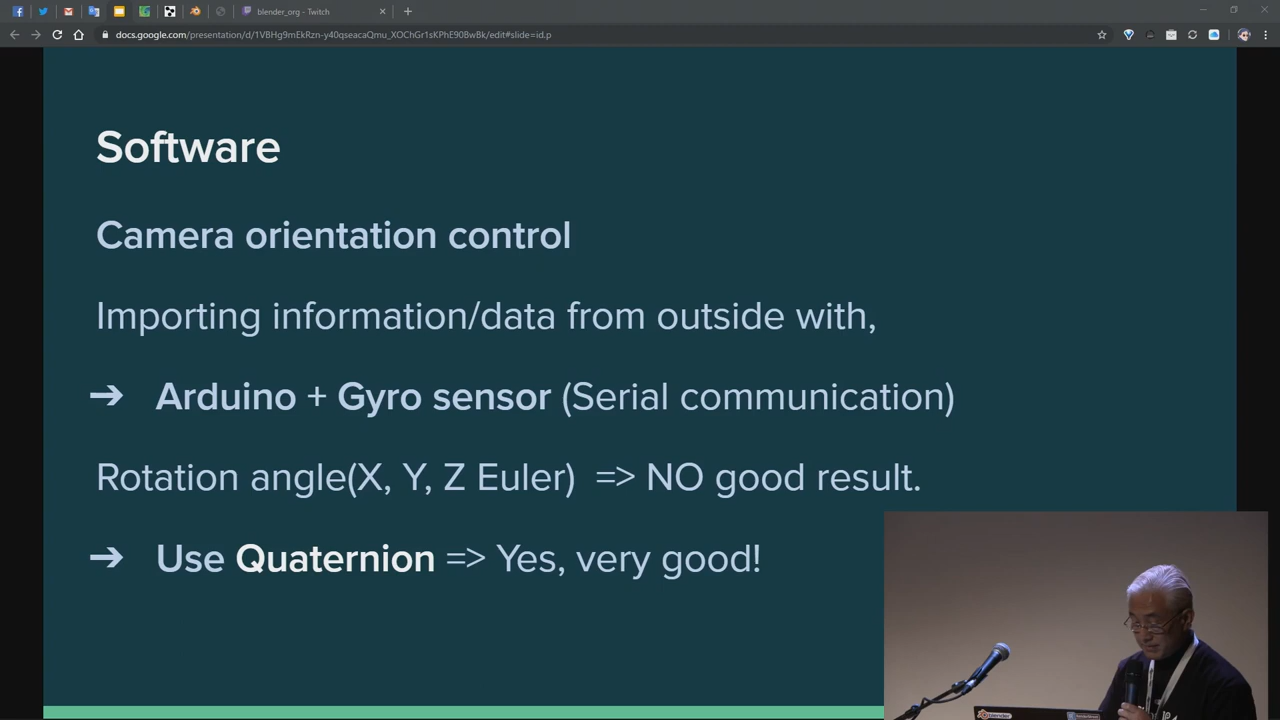 blender_org - Twitch
docs.google.com/presentation/d/1VBHg9mEkRzn-y40qseacaQmu_XOChGr1sKPhE90BwBk/edit#slide=id.p
Software
Camera orientation control
Importing information/data from outside with,
➔ Arduino + Gyro sensor (Serial communication)
Rotation angle(X, Y, Z Euler) => NO good result.
➔ Use Quaternion => Yes, very good!
blender